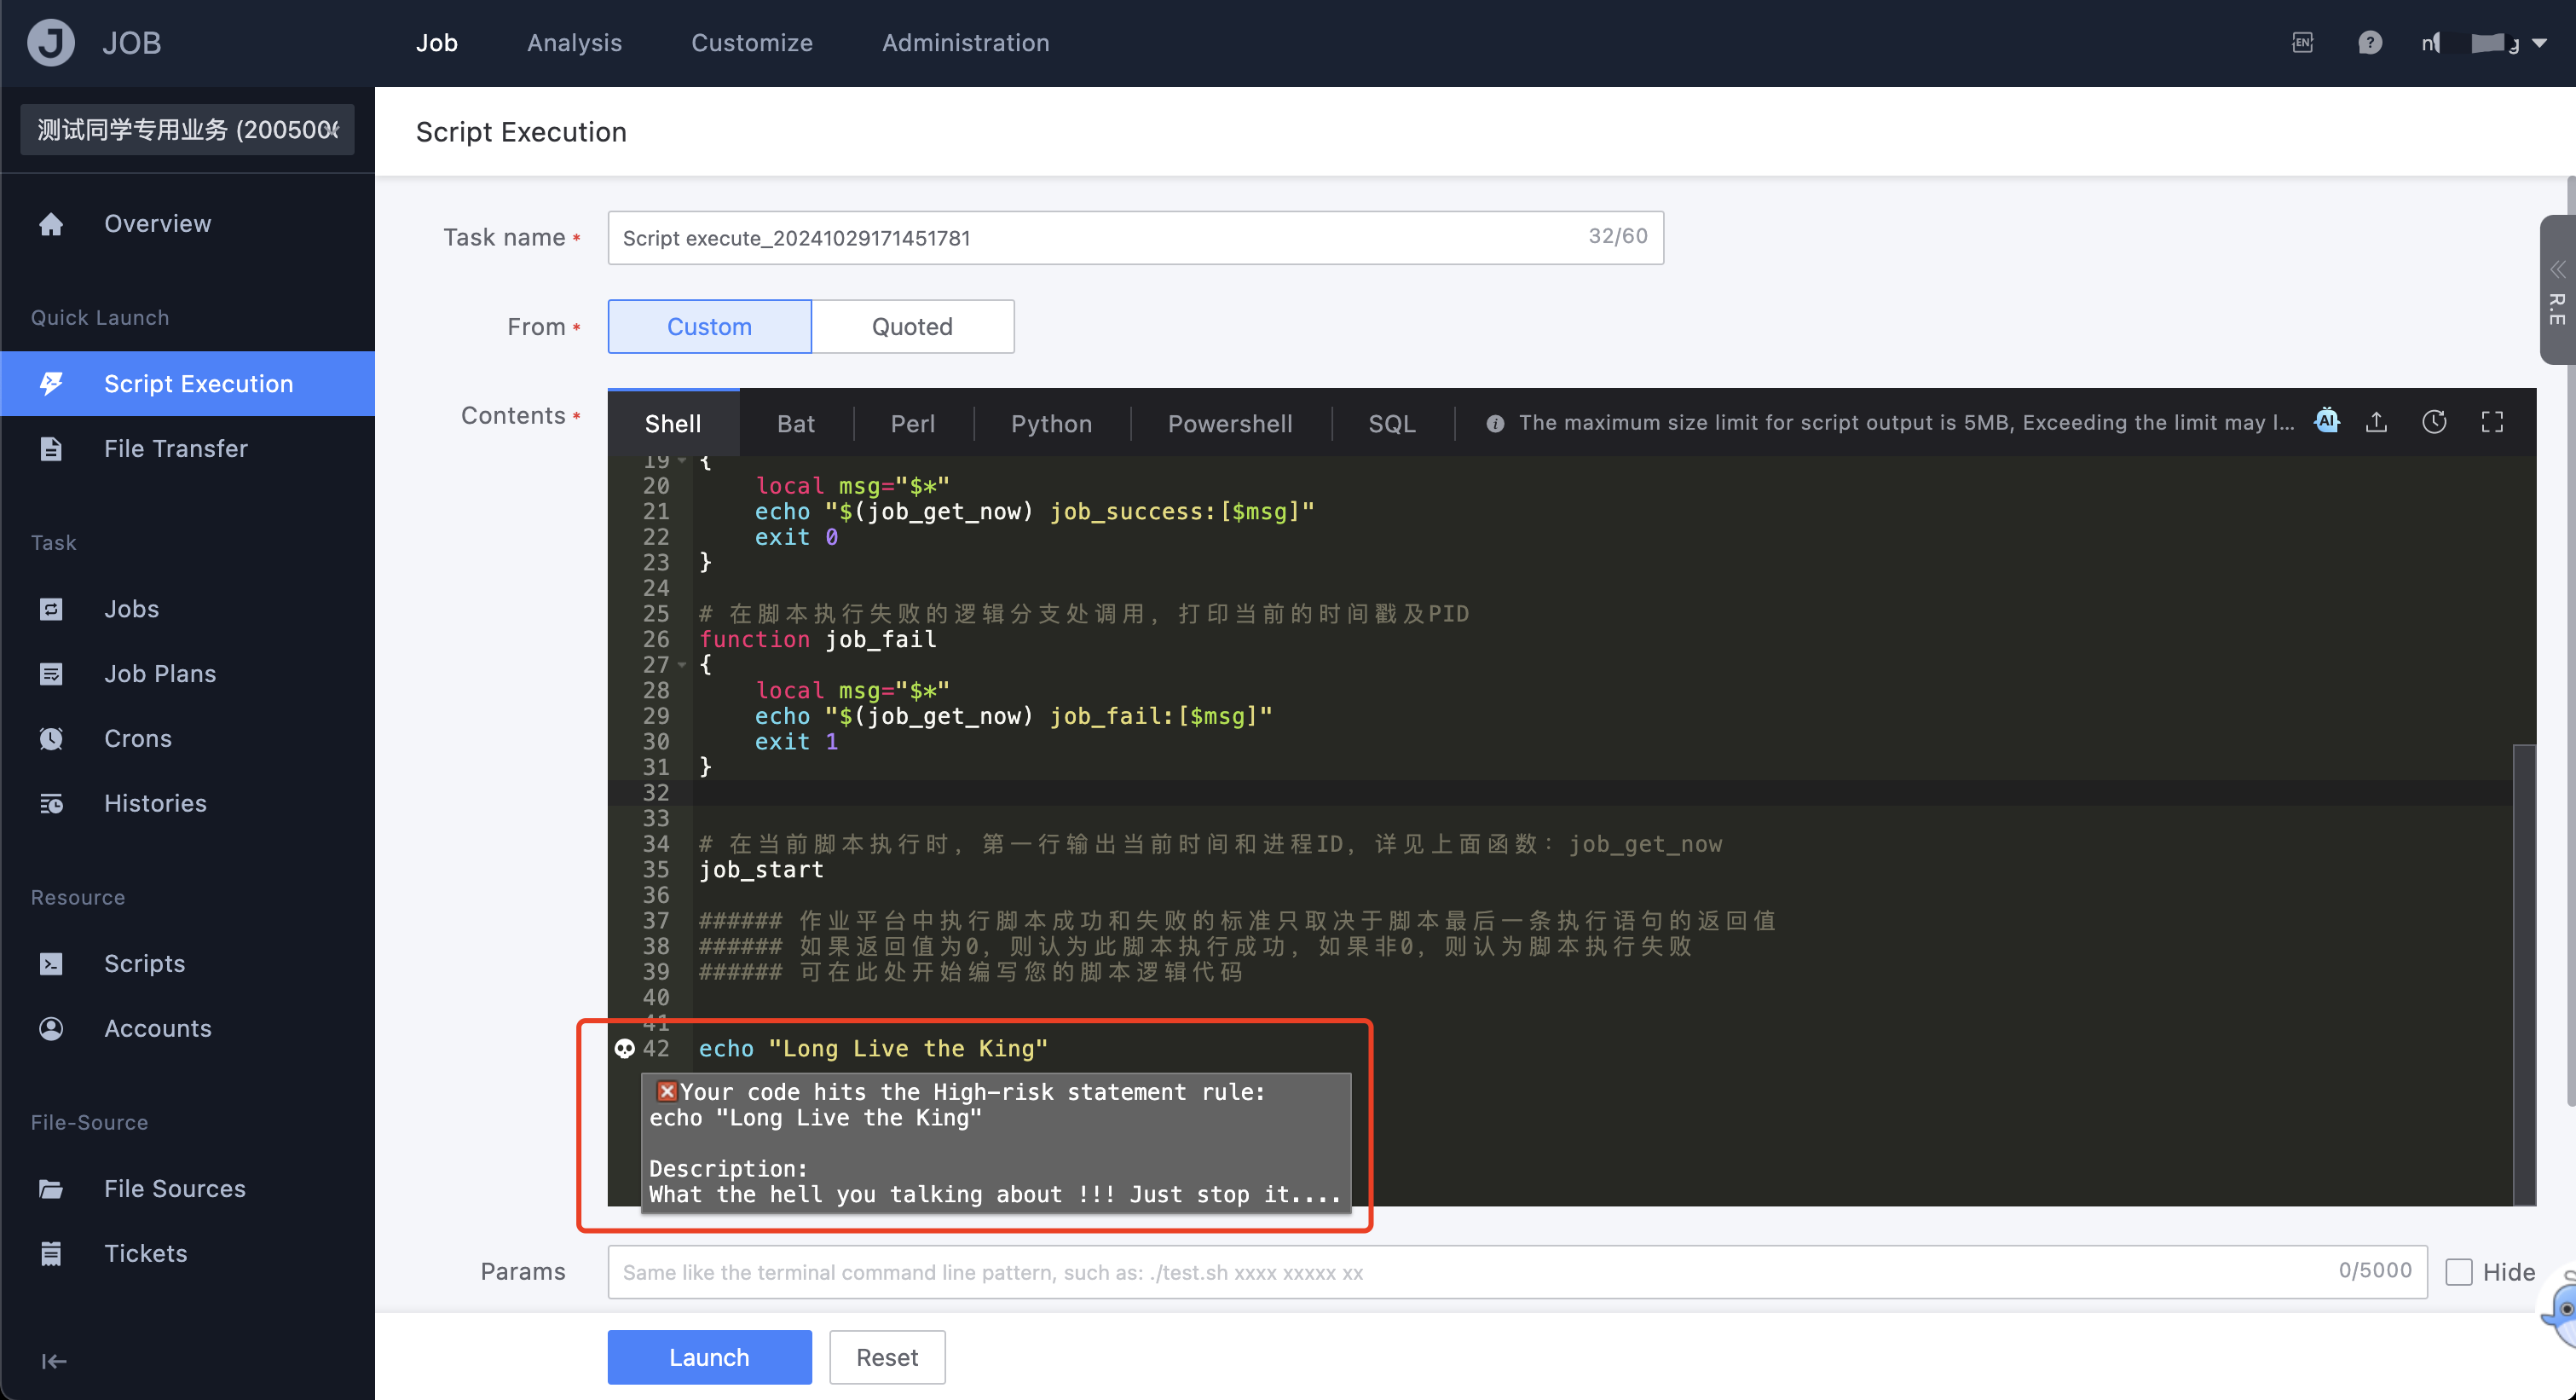 JOB
Job
Analysis
Customize
Administration
EN
测试同学专用业务 (200500
Overview
Quick Launch
Script Execution
File Transfer
Task
Jobs
Job Plans
Crons
Histories
Resource
Scripts
Accounts
File-Source
File Sources
Tickets
Script Execution
Task name *
Script execute_20241029171451781
32/60
From *
Custom
Quoted
R.E
Contents *
Shell
Bat
Perl
Python
Powershell
SQL
The maximum size limit for script output is 5MB, Exceeding the limit may l...
AI
19 {
20 local msg="$*"
21 echo "$(job_get_now) job_success:[$msg]"
22 exit 0
23 }
24
25 # 在脚本执行失败的逻辑分支处调用，打印当前的时间戳及PID
26 function job_fail
27 {
28 local msg="$*"
29 echo "$(job_get_now) job_fail:[$msg]"
30 exit 1
31 }
32
33
34 # 在当前脚本执行时，第一行输出当前时间和进程ID，详见上面函数：job_get_now
35 job_start
36
37 ###### 作业平台中执行脚本成功和失败的标准只取决于脚本最后一条执行语句的返回值
38 ###### 如果返回值为0，则认为此脚本执行成功，如果非0，则认为脚本执行失败
39 ###### 可在此处开始编写您的脚本逻辑代码
40
41
42 echo "Long Live the King"
Your code hits the High-risk statement rule:
echo "Long Live the King"
Description:
What the hell you talking about !!! Just stop it....
Params
Same like the terminal command line pattern, such as: ./test.sh xxxx xxxxx xx
0/5000
Hide
Launch
Reset